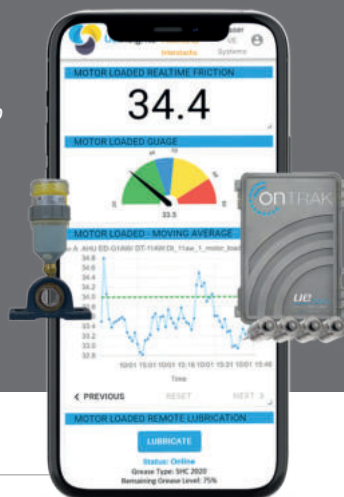 Interstacks
UE
Systems
MOTOR LOADED REALTIME FRICTION
34.4
MOTOR LOADED GUAGE
33.5
MOTOR LOADED - MOVING AVERAGE
34.8
34.6
34.4
34.2
34.0
33.8
33.6
33.4
33.2
33.0
32.8
Time
PREVIOUS
RESET
NEXT
MOTOR LOADED REMOTE LUBRICATION
LUBRICATE
Status: Online
Grease Type: SHC 2020
Remaining Grease Level: 75%
ONTRAK
ue